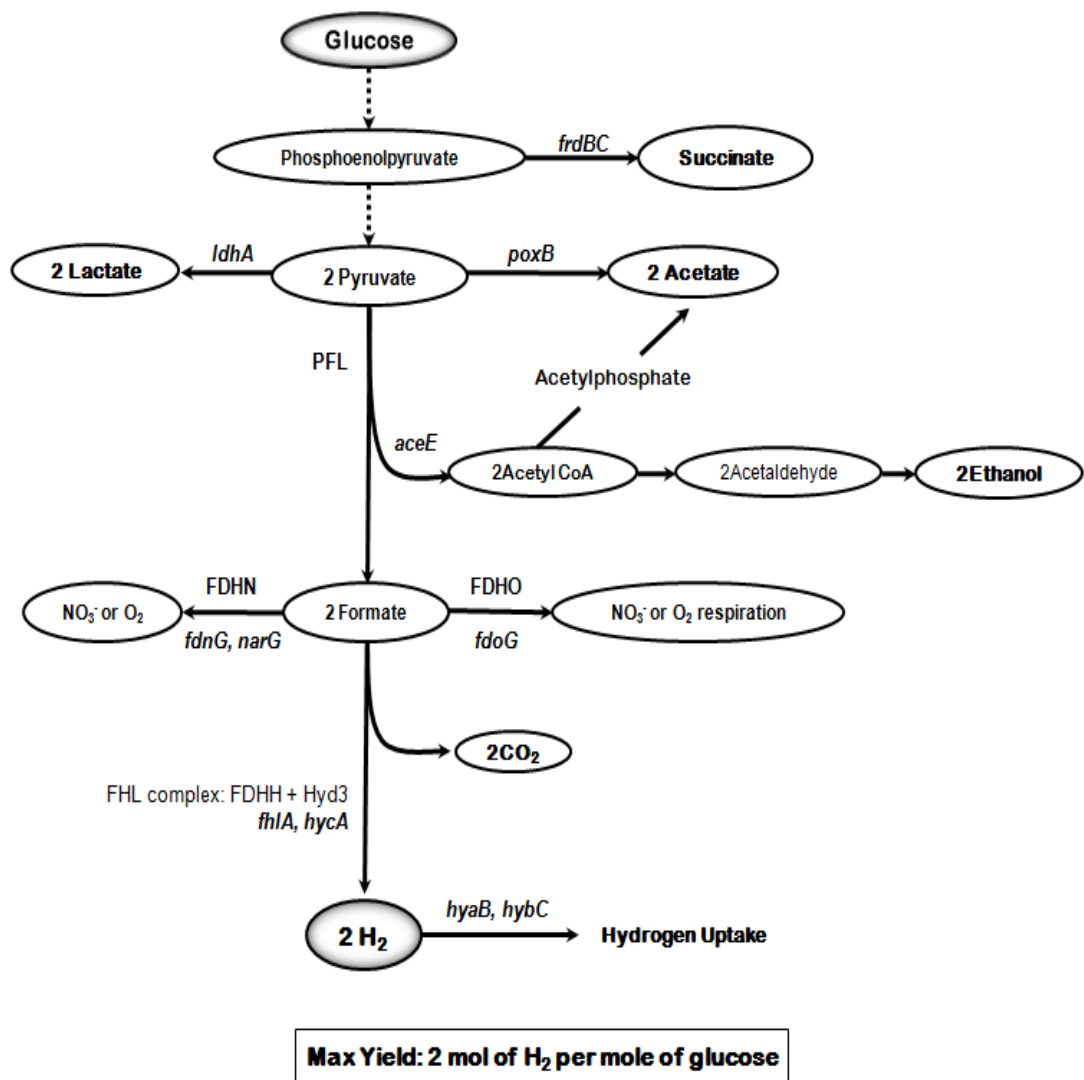 Glucose
Phosphoenolpyruvate
frdBC
Succinate
2 Lactate
ldhA
2 Pyruvate
poxB
2 Acetate
PFL
Acetylphosphate
aceE
2Acetyl CoA
2Acetaldehyde
2Ethanol
FDHN
FDHO
NO₃⁻ or O₂
2 Formate
NO₃⁻ or O₂ respiration
fdnG, narG
fdoG
2CO₂
FHL complex: FDHH + Hyd3
fhlA, hycA
hyaB, hybC
2 H₂
Hydrogen Uptake
Max Yield: 2 mol of H₂ per mole of glucose